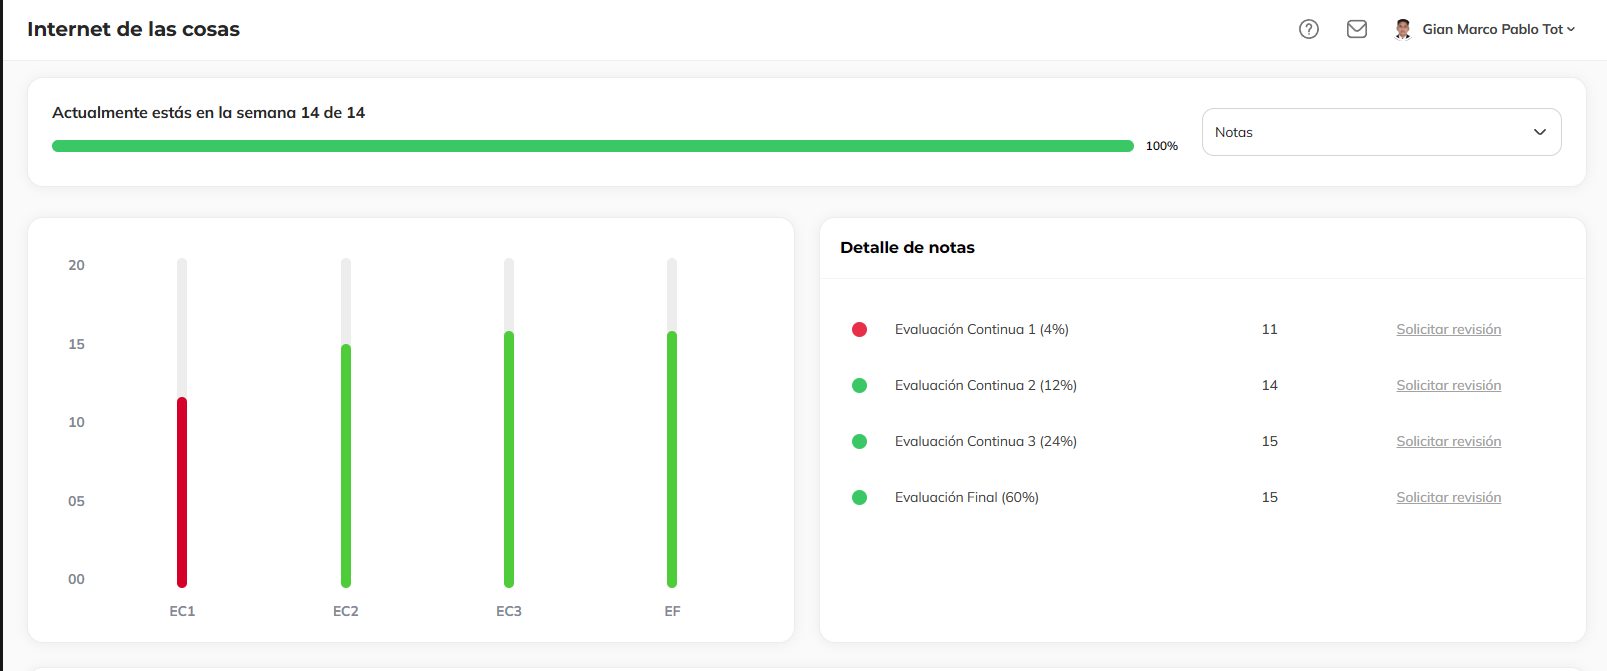 Internet de las cosas
Gian Marco Pablo Tot
Actualmente estás en la semana 14 de 14
100%
Notas
20
15
10
05
00
EC1 EC2 EC3 EF
Detalle de notas
Evaluación Continua 1 (4%) 11 Solicitar revisión
Evaluación Continua 2 (12%) 14 Solicitar revisión
Evaluación Continua 3 (24%) 15 Solicitar revisión
Evaluación Final (60%) 15 Solicitar revisión